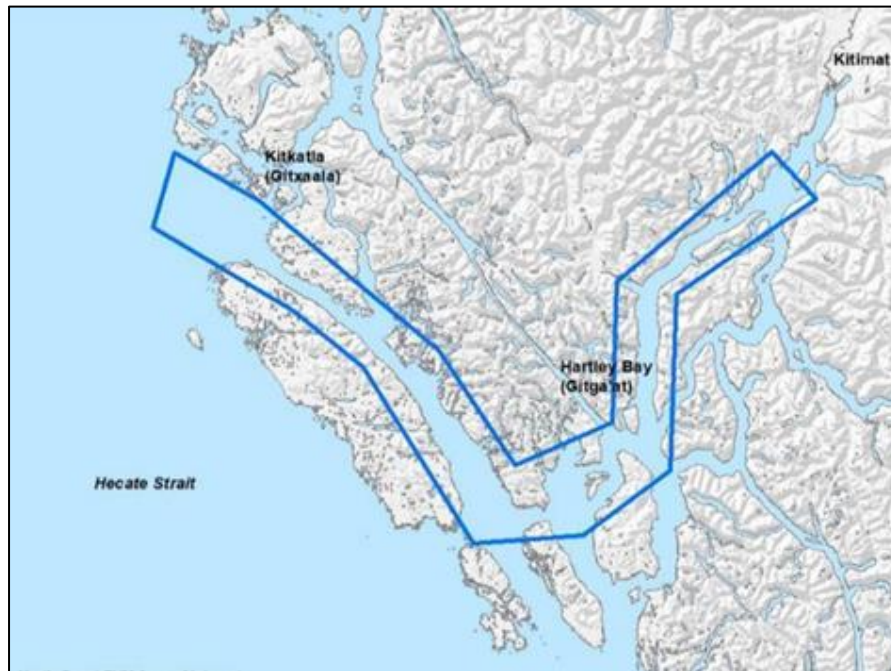 Kitimat
Kitkatla
(Gitxaala)
Hartley Bay
(Gitga'at)
Hecate Strait